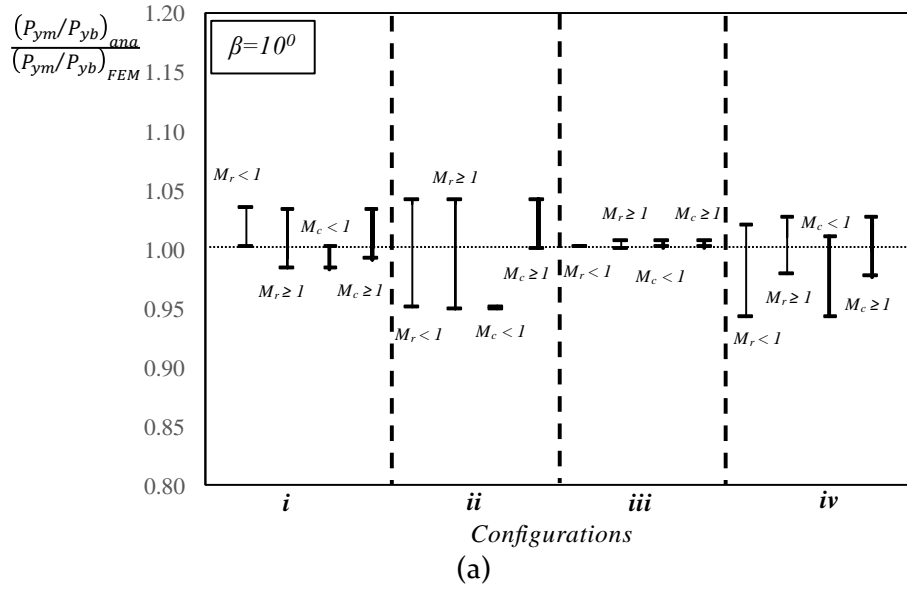 (P_ym/P_yb)_ana
(P_ym/P_yb)_FEM
1.20
1.15
1.10
1.05
1.00
0.95
0.90
0.85
0.80
β=10⁰
M_r < 1
M_r ≥ 1
M_c < 1
M_c ≥ 1
M_r < 1
M_r ≥ 1
M_c < 1
M_c ≥ 1
M_r < 1
M_r ≥ 1
M_c < 1
M_c ≥ 1
M_r < 1
M_r ≥ 1
M_c < 1
M_c ≥ 1
i ii iii iv
Configurations
(a)